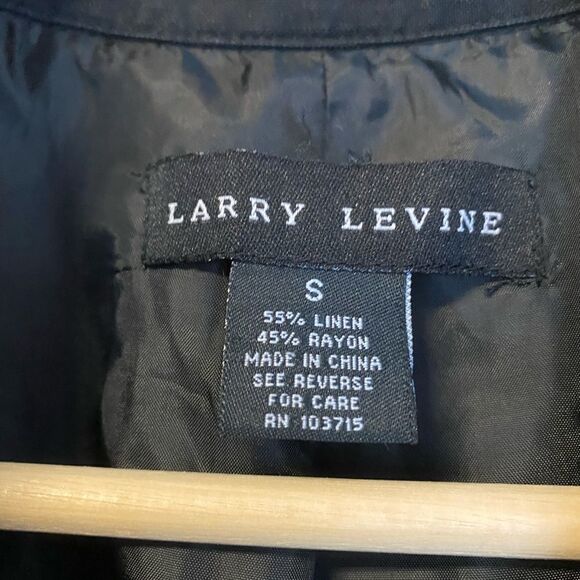 LARRY LEVINE
S
55% LINEN
45% RAYON
MADE IN CHINA
SEE REVERSE
FOR CARE
RN 103715